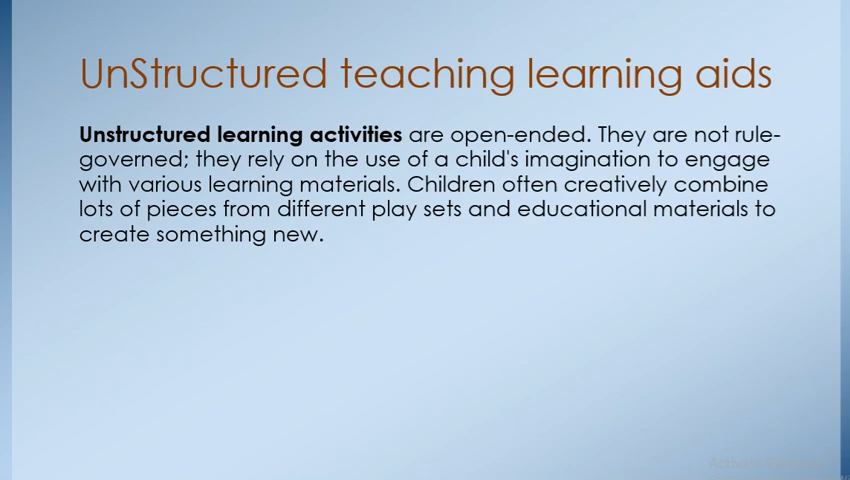 UnStructured teaching learning aids
Unstructured learning activities are open-ended. They are not rule-
governed; they rely on the use of a child's imagination to engage
with various learning materials. Children often creatively combine
lots of pieces from different play sets and educational materials to
create something new.